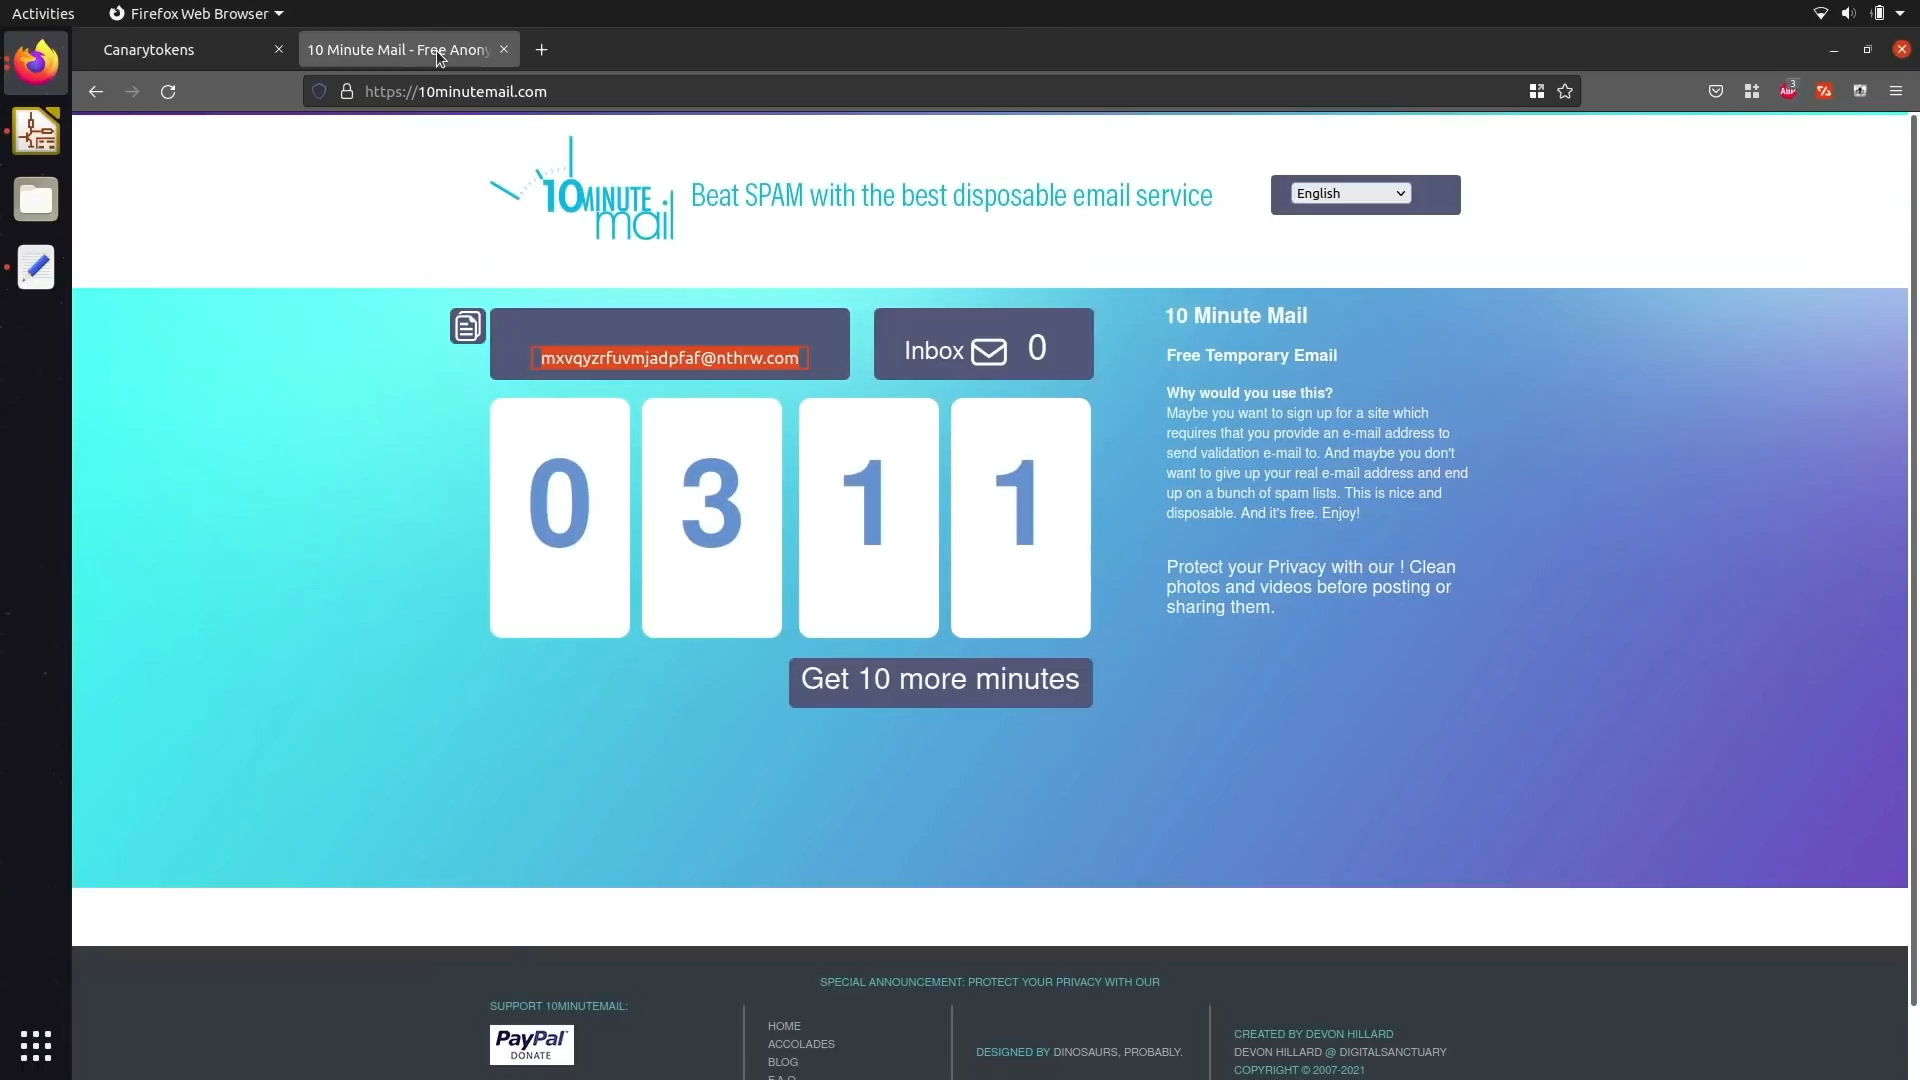 Activities
Firefox Web Browser
Canarytokens
10 Minute Mail - Free Anony
https://10minutemail.com
ABP
3
10 MINUTE mail
Beat SPAM with the best disposable email service
English
mxvqyzrfuvmjadpfaf@nthrw.com
Inbox 0
0 3 1 1
Get 10 more minutes
10 Minute Mail
Free Temporary Email
Why would you use this?
Maybe you want to sign up for a site which
requires that you provide an e-mail address to
send validation e-mail to. And maybe you don't
want to give up your real e-mail address and end
up on a bunch of spam lists. This is nice and
disposable. And it's free. Enjoy!
Protect your Privacy with our ! Clean
photos and videos before posting or
sharing them.
SPECIAL ANNOUNCEMENT: PROTECT YOUR PRIVACY WITH OUR
SUPPORT 10MINUTEMAIL:
PayPal
DONATE
HOME
ACCOLADES
BLOG
F.A.Q.
DESIGNED BY DINOSAURS, PROBABLY.
CREATED BY DEVON HILLARD
DEVON HILLARD @ DIGITALSANCTUARY
COPYRIGHT © 2007-2021